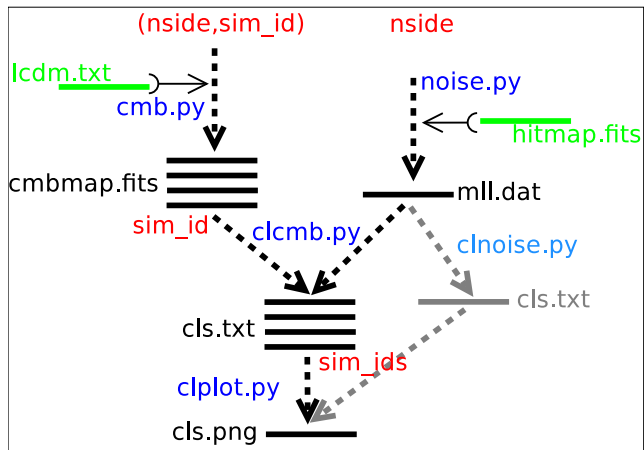 (nside,sim_id)
nside
lcdm.txt
cmb.py
noise.py
hitmap.fits
cmbmap.fits
mll.dat
sim_id
clcmb.py
clnoise.py
cls.txt
cls.txt
sim_ids
clplot.py
cls.png